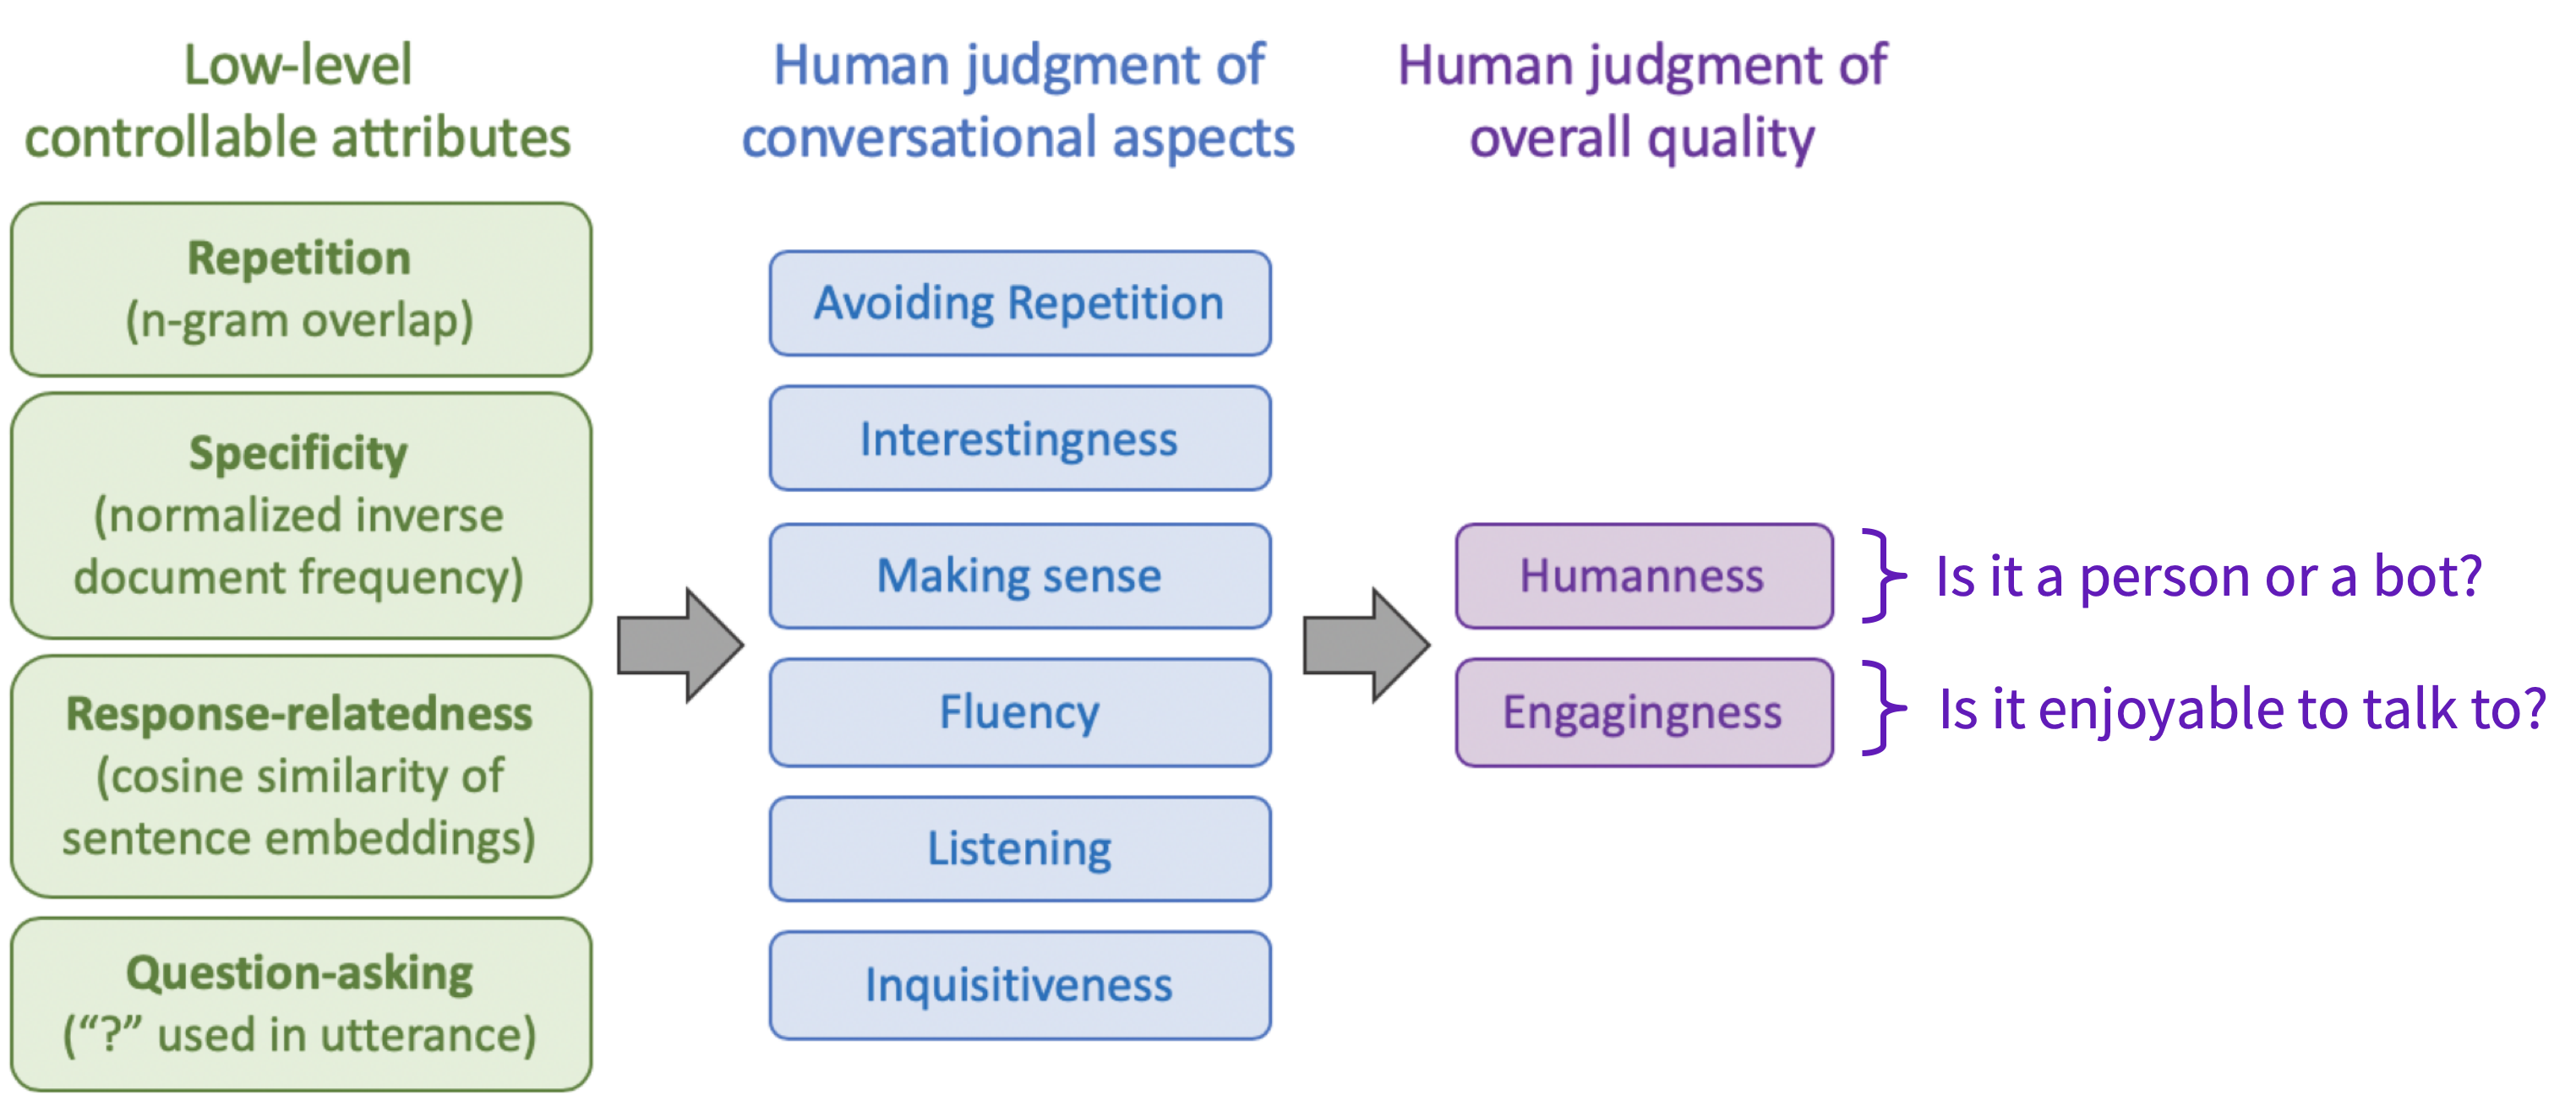 Low-level
controllable attributes
Repetition
(n-gram overlap)
Specificity
(normalized inverse
document frequency)
Response-relatedness
(cosine similarity of
sentence embeddings)
Question-asking
(“?” used in utterance)
Human judgment of
conversational aspects
Avoiding Repetition
Interestingness
Making sense
Fluency
Listening
Inquisitiveness
Human judgment of
overall quality
Humanness
Is it a person or a bot?
Engagingness
Is it enjoyable to talk to?